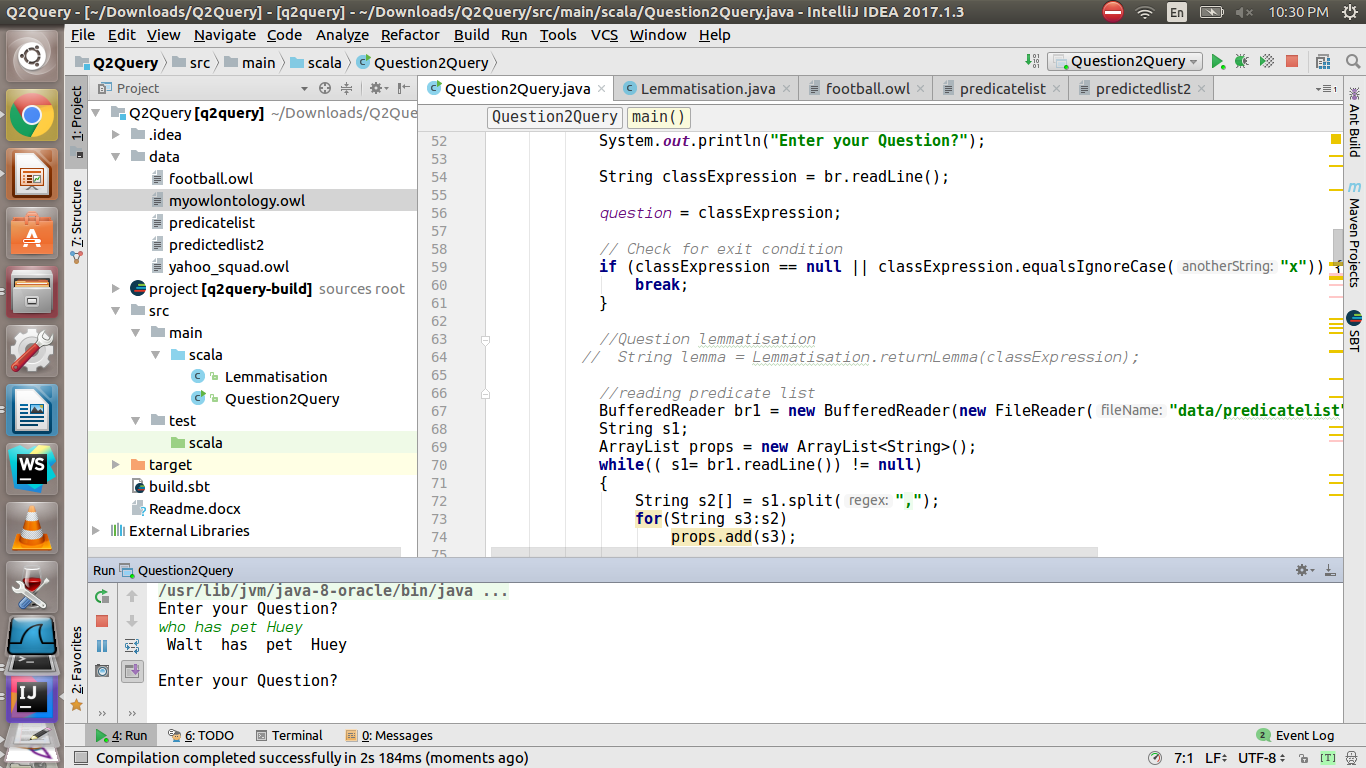 Q2Query - [~/Downloads/Q2Query] - [q2query] - ~/Downloads/Q2Query/src/main/scala/Question2Query.java - IntelliJ IDEA 2017.1.3
En
10:30 PM
File Edit View Navigate Code Analyze Refactor Build Run Tools VCS Window Help
Q2Query src main scala Question2Query
Question2Query
Project
Question2Query.java
Lemmatisation.java
football.owl
predicatelist
predictedlist2
1
1: Project
7: Structure
2: Favorites
Q2Query [q2query] ~/Downloads/Q2Que
.idea
data
football.owl
myowlontology.owl
predicatelist
predictedlist2
yahoo_squad.owl
project [q2query-build] sources root
src
main
scala
Lemmatisation
Question2Query
test
scala
target
build.sbt
Readme.docx
External Libraries
Question2Query main()
52 System.out.println("Enter your Question?");
53
54 String classExpression = br.readLine();
55
56 question = classExpression;
57
58 // Check for exit condition
59 if (classExpression == null || classExpression.equalsIgnoreCase( anotherString: "x")) {
60 break;
61 }
62
63 //Question lemmatisation
64 // String lemma = Lemmatisation.returnLemma(classExpression);
65
66 //reading predicate list
67 BufferedReader br1 = new BufferedReader(new FileReader( fileName: "data/predicatelist"
68 String s1;
69 ArrayList props = new ArrayList<String>();
70 while(( s1= br1.readLine()) != null)
71 {
72 String s2[] = s1.split( regex: ",");
73 for(String s3:s2)
74 props.add(s3);
75
Ant Build
m Maven Projects
SBT
WS
IJ
Run Question2Query
/usr/lib/jvm/java-8-oracle/bin/java ...
Enter your Question?
who has pet Huey
Walt has pet Huey
Enter your Question?
4: Run
6: TODO
Terminal
0: Messages
2 Event Log
Compilation completed successfully in 2s 184ms (moments ago)
7:1 LF UTF-8 [T]